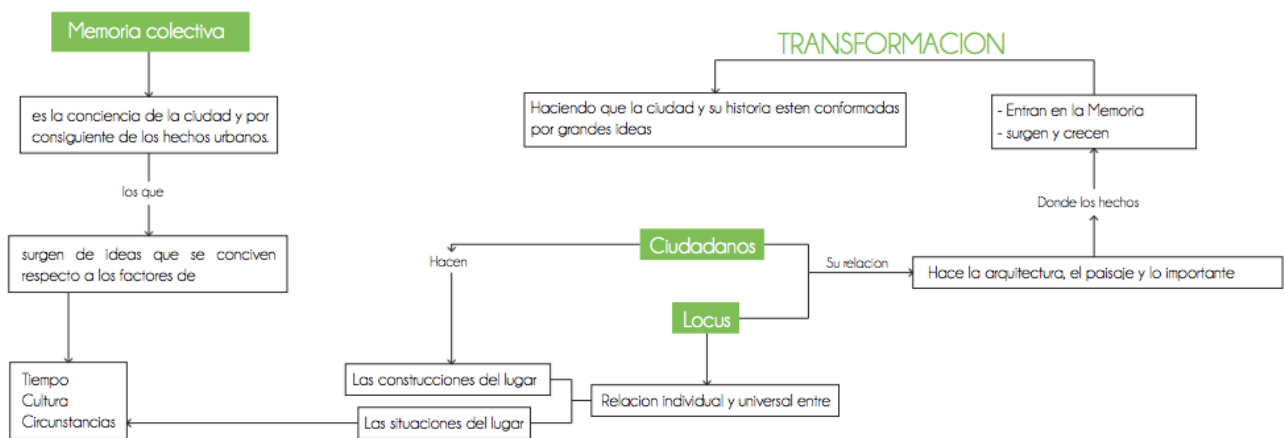 Memoria colectiva
es la conciencia de la ciudad y por
consiguiente de los hechos urbanos.
los que
surgen de ideas que se conciven
respecto a los factores de
Tiempo
Cultura
Circunstancias
TRANSFORMACION
Haciendo que la ciudad y su historia esten conformadas
por grandes ideas
- Entran en la Memoria
- surgen y crecen
Donde los hechos
Ciudadanos
Hacen
Su relacion
Hace la arquitectura, el paisaje y lo importante
Locus
Las construcciones del lugar
Relacion individual y universal entre
Las situaciones del lugar